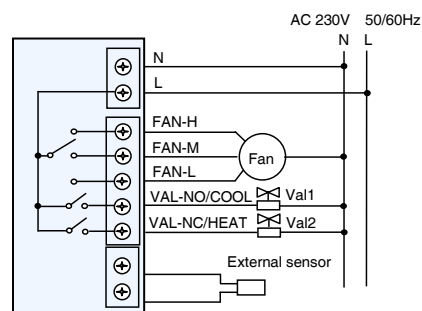 AC 230V 50/60Hz
N L
N
L
FAN-H
FAN-M
Fan
FAN-L
VAL-NO/COOL Val1
VAL-NC/HEAT Val2
External sensor